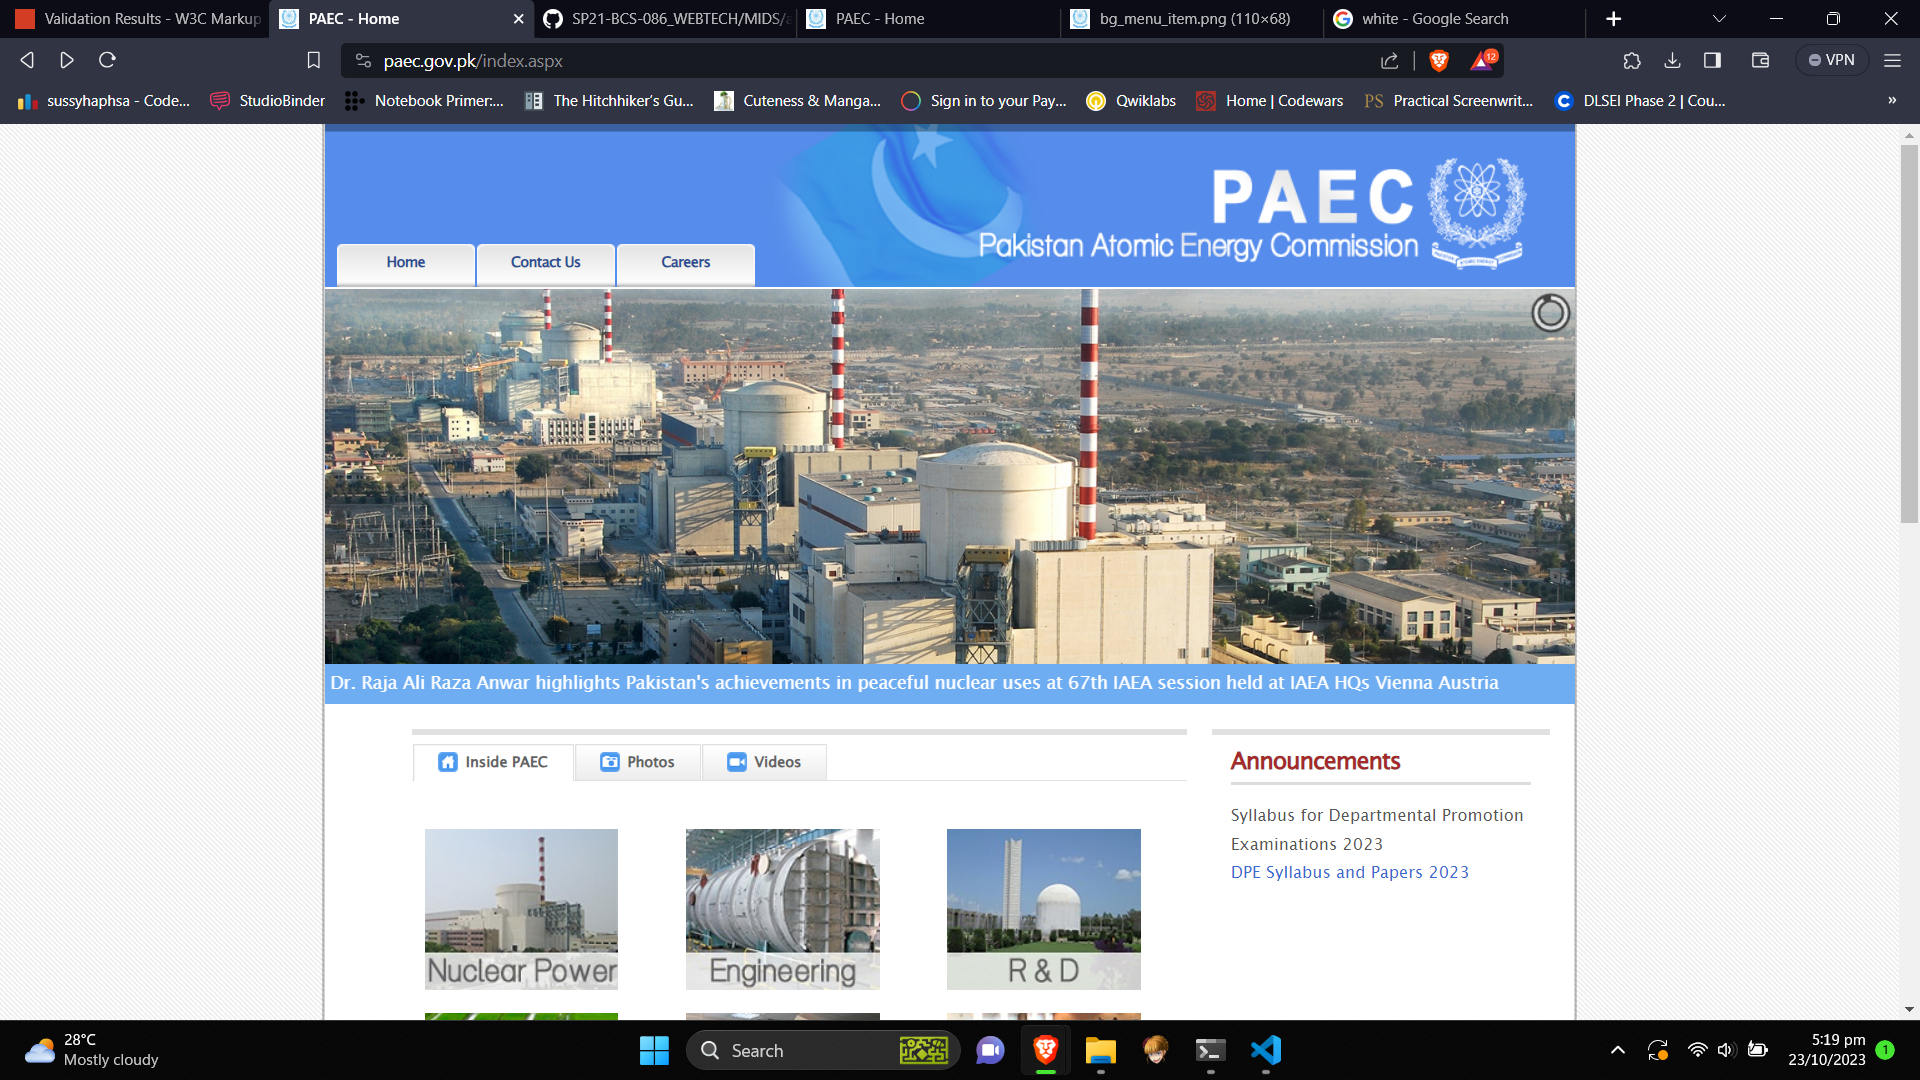 Validation Results - W3C Markup
PAEC - Home
SP21-BCS-086_WEBTECH/MIDS/a
PAEC - Home
bg_menu_item.png (110×68)
white - Google Search
paec.gov.pk/index.aspx
12
VPN
sussyhaphsa - Code...
StudioBinder
Notebook Primer:...
The Hitchhiker's Gu...
Cuteness & Manga...
Sign in to your Pay...
Qwiklabs
Home | Codewars
PS
Practical Screenwrit...
DLSEI Phase 2 | Cou...
»
PAEC
Pakistan Atomic Energy Commission
Home
Contact Us
Careers
Dr. Raja Ali Raza Anwar highlights Pakistan's achievements in peaceful nuclear uses at 67th IAEA session held at IAEA HQs Vienna Austria
Inside PAEC
Photos
Videos
Announcements
Syllabus for Departmental Promotion
Examinations 2023
DPE Syllabus and Papers 2023
Nuclear Power
Engineering
R & D
28°C
Mostly cloudy
Search
5:19 pm
23/10/2023
1